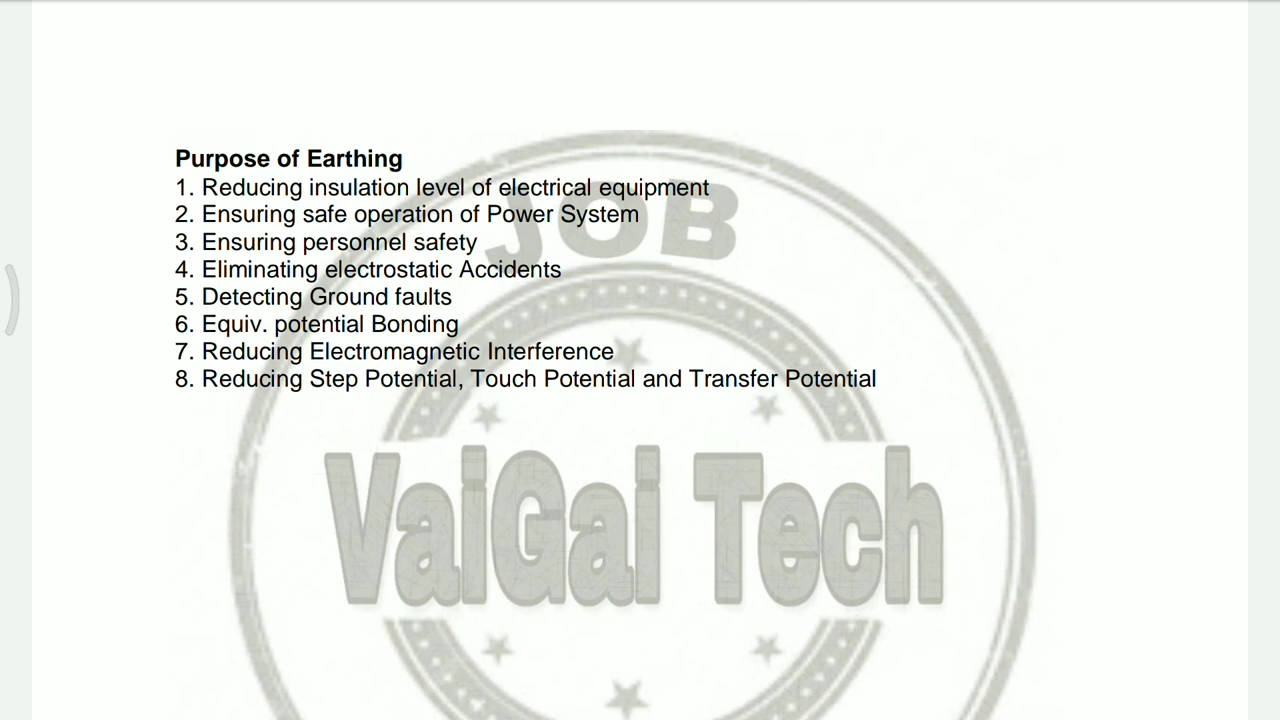 Purpose of Earthing
1. Reducing insulation level of electrical equipment
2. Ensuring safe operation of Power System
3. Ensuring personnel safety
4. Eliminating electrostatic Accidents
5. Detecting Ground faults
6. Equiv. potential Bonding
7. Reducing Electromagnetic Interference
8. Reducing Step Potential, Touch Potential and Transfer Potential
JOB
VaiGai Tech